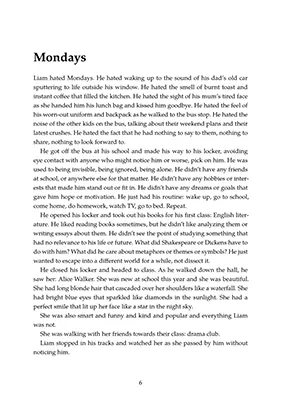 Mondays
Liam hated Mondays. He hated waking up to the sound of his dad's old car
sputtering to life outside his window. He hated the smell of burnt toast and
instant coffee that filled the kitchen. He hated the sight of his mum's tired face
as she handed him his lunch bag and kissed him goodbye. He hated the feel of
his worn-out uniform and backpack as he walked to the bus stop. He hated the
noise of the other kids on the bus, talking about their weekend plans and their
latest crushes. He hated the fact that he had nothing to say to them, nothing to
share, nothing to look forward to.
He got off the bus at his school and made his way to his locker, avoiding
eye contact with anyone who might notice him or worse, pick on him. He was
used to being invisible, being ignored, being alone. He didn't have any friends
at school, or anywhere else for that matter. He didn't have any hobbies or inter-
ests that made him stand out or fit in. He didn't have any dreams or goals that
gave him hope or motivation. He just had his routine: wake up, go to school,
come home, do homework, watch TV, go to bed. Repeat.
He opened his locker and took out his books for his first class: English liter-
ature. He liked reading books sometimes, but he didn't like analyzing them or
writing essays about them. He didn't see the point of studying something that
had no relevance to his life or future. What did Shakespeare or Dickens have to
do with him? What did he care about metaphors or themes or symbols? He just
wanted to escape into a different world for a while, not dissect it.
He closed his locker and headed to class. As he walked down the hall, he
saw her: Alice Walker. She was new at school this year and she was beautiful.
She had long blonde hair that cascaded over her shoulders like a waterfall. She
had bright blue eyes that sparkled like diamonds in the sunlight. She had a
perfect smile that lit up her face like a star in the night sky.
She was also smart and funny and kind and popular and everything Liam
was not.
She was walking with her friends towards their class: drama club.
Liam stopped in his tracks and watched her as she passed by him without
noticing him.
6